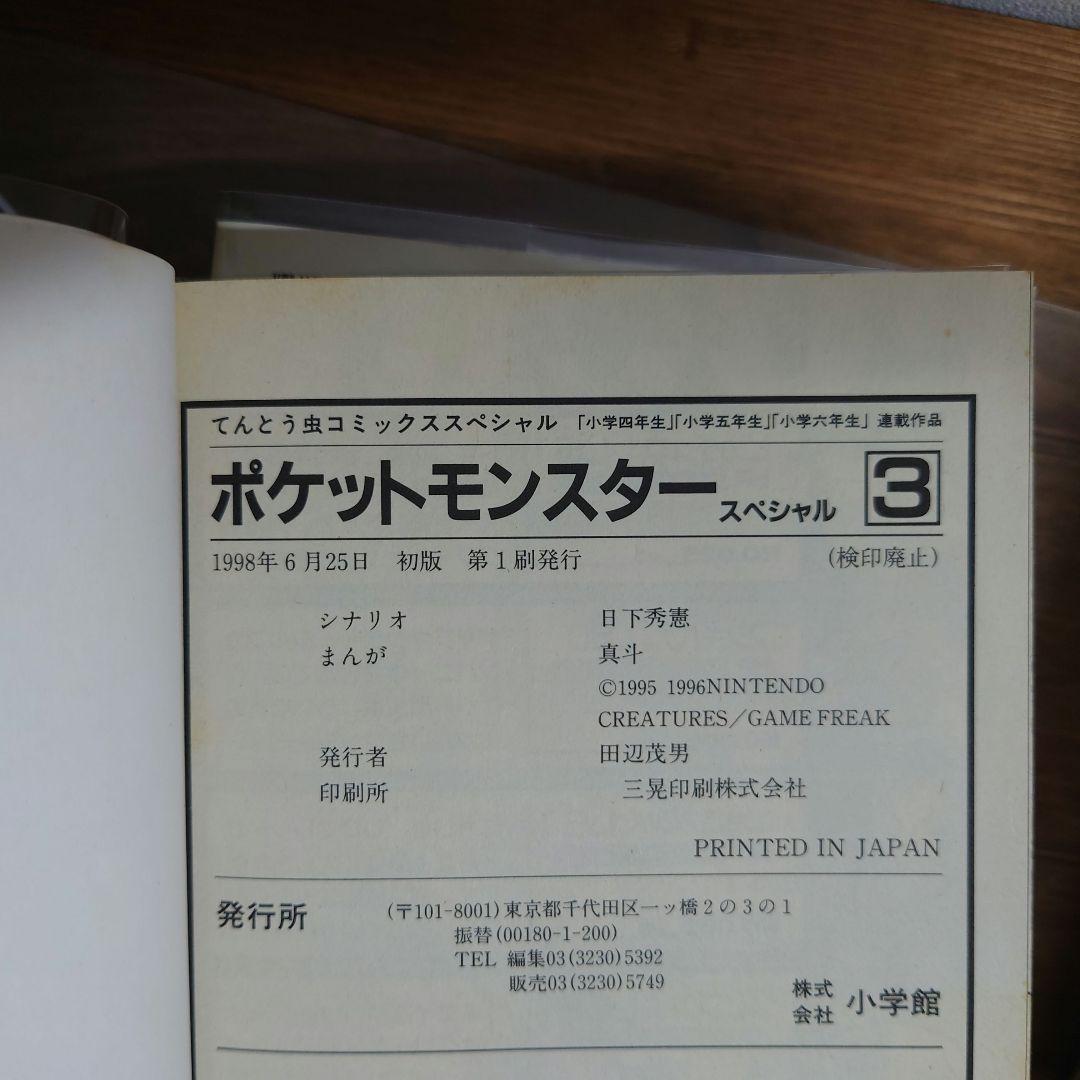 てんとう虫コミックススペシャル 「小学四年生」「小学五年生」「小学六年生」 連載作品
ポケットモンスタースペシャル 3
1998年6月25日 初版 第1刷発行 (検印廃止)
シナリオ 日下秀憲
まんが 真斗
©1995 1996NINTENDO
CREATURES/GAME FREAK
発行者 田辺茂男
印刷所 三晃印刷株式会社
PRINTED IN JAPAN
発行所 (〒101-8001)東京都千代田区一ッ橋2の3の1
振替(00180-1-200)
TEL 編集03(3230)5392
販売03(3230)5749
株式会社 小学館